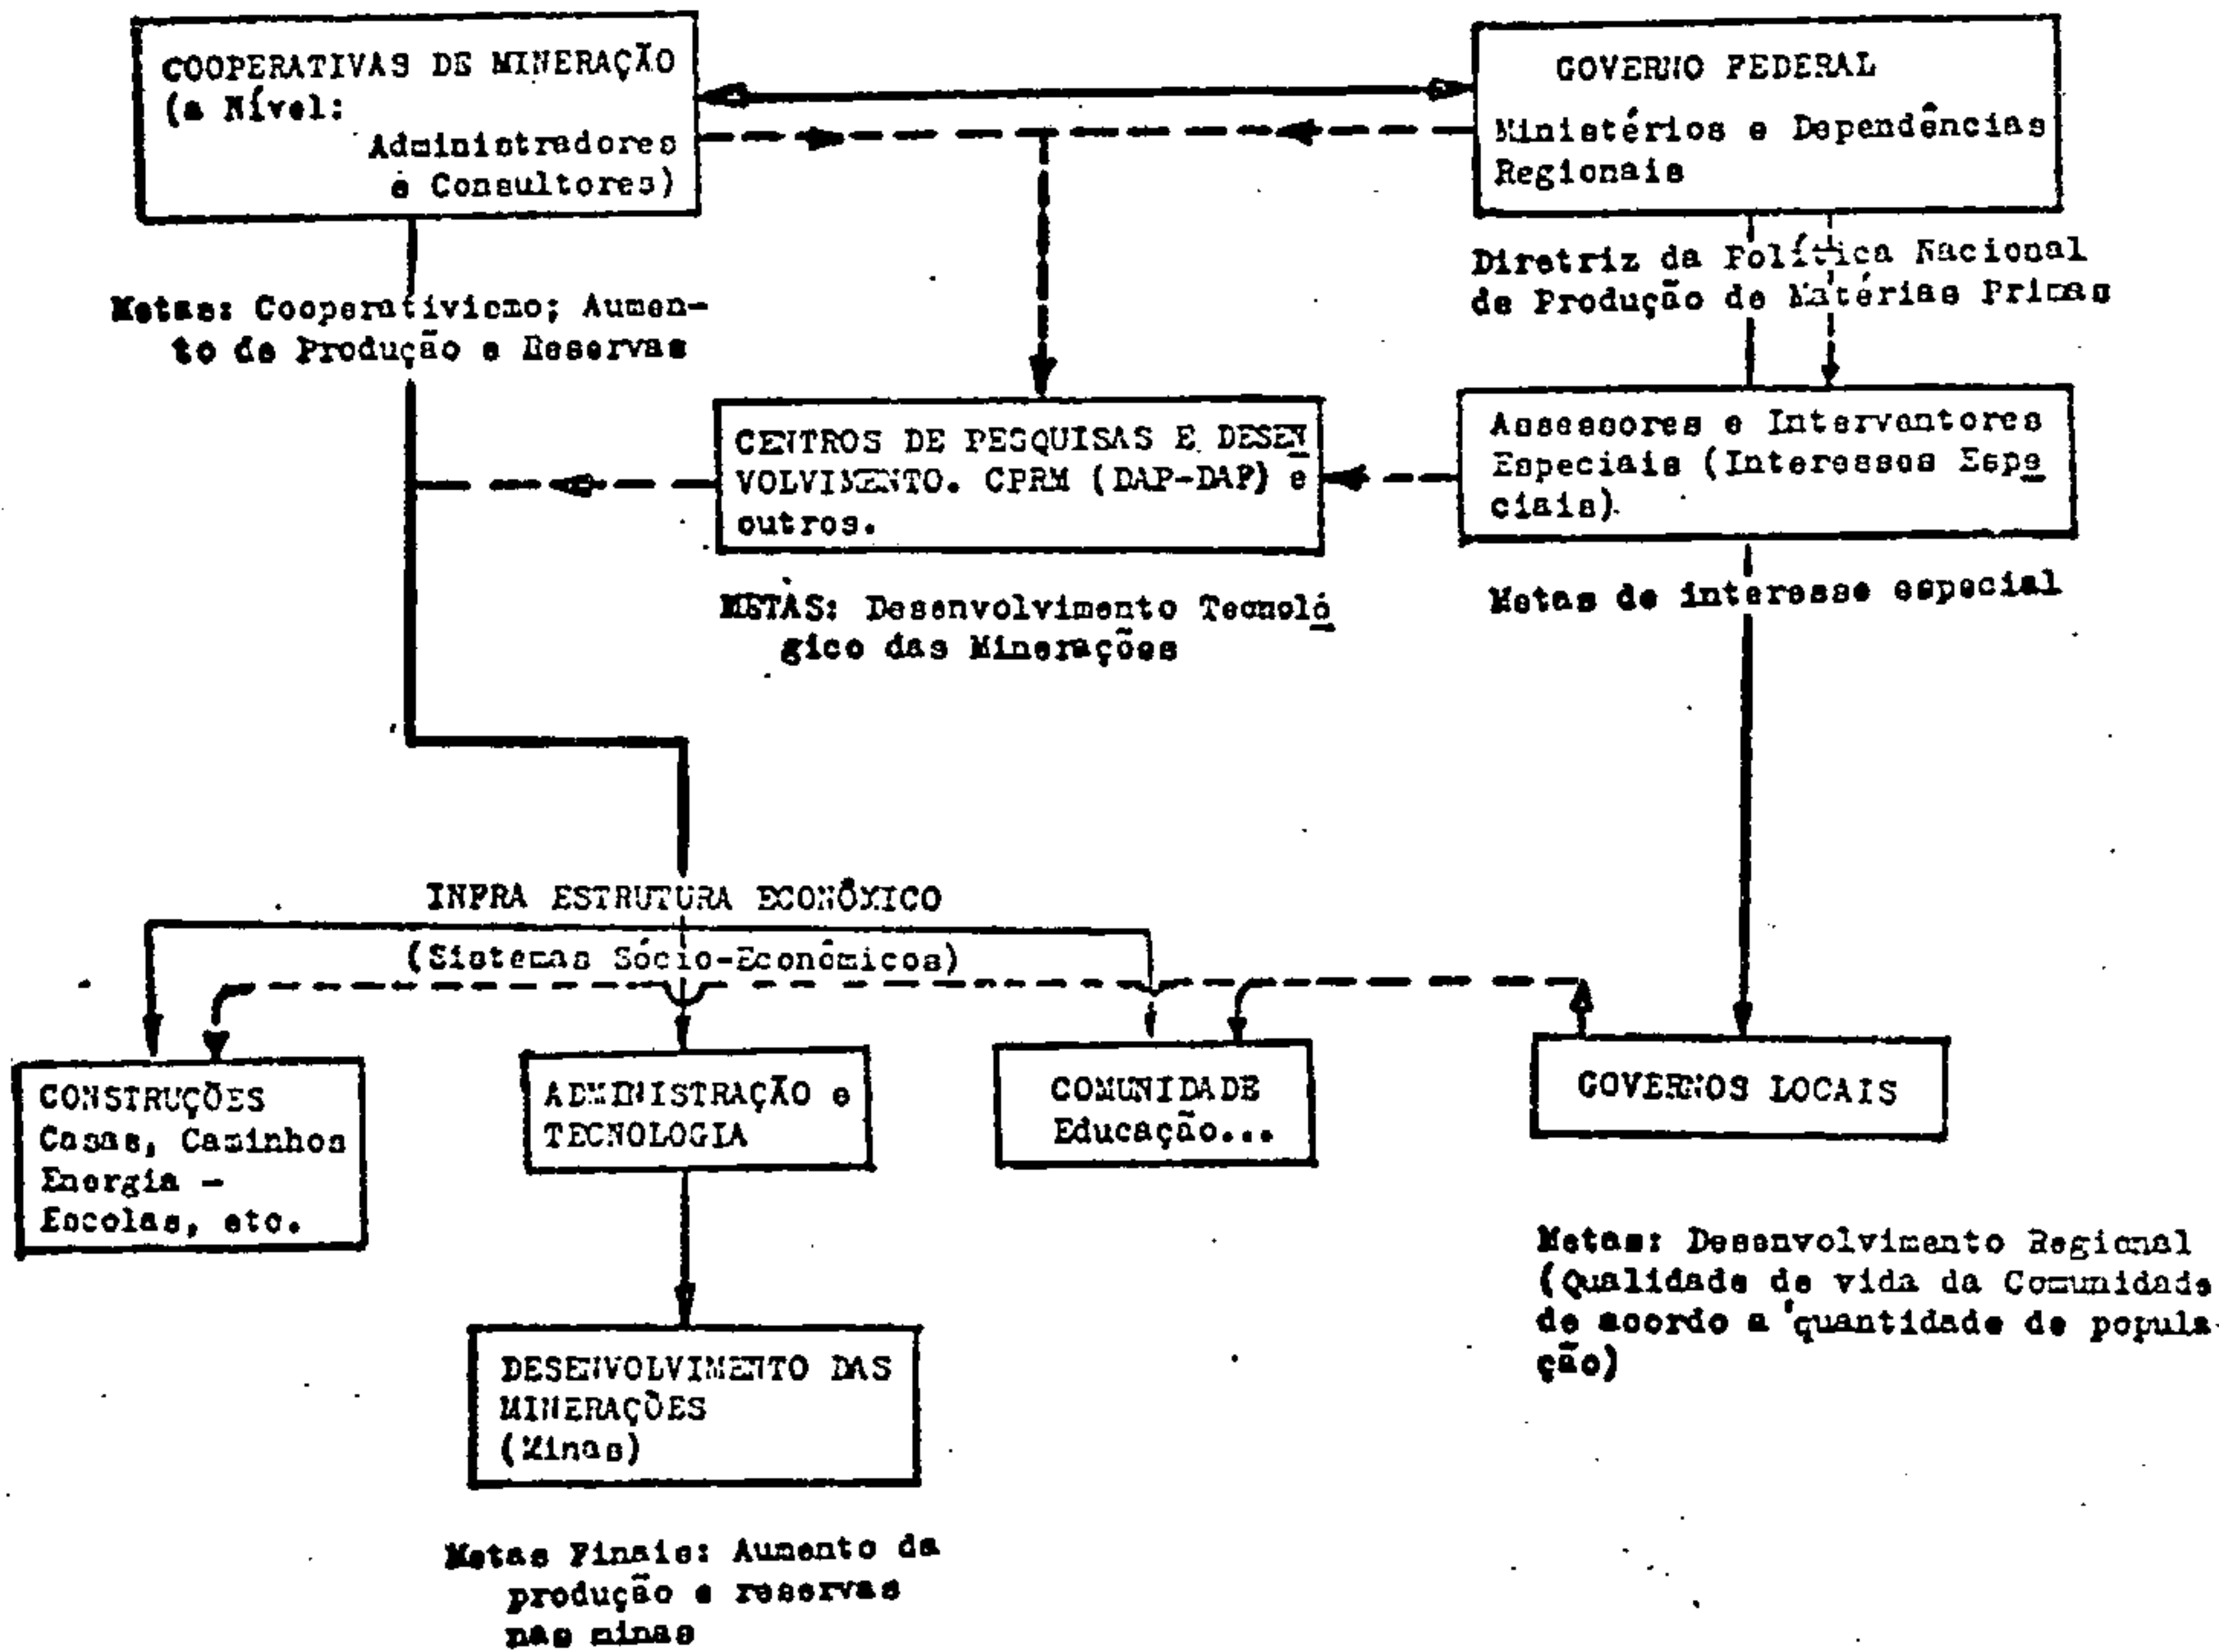 COOPERATIVAS DE MINERAÇÃO
(a Nível:
Administradores
e Consultores)
GOVERNO FEDERAL
Ministérios e Dependências
Regionais
Metas: Cooperativismo; Aumen-
to de Produção e Reservas
Diretriz da Política Nacional
de Produção de Matérias Primas
CENTROS DE PESQUISAS E DESEN
VOLVIMENTO. CPRM (DAP-DAP) e
outros.
Assessores e Interventores
Especiais (Interesses Espe
ciais).
METAS: Desenvolvimento Tecnoló
gico das Minerações
Metas de interesse especial
INFRA ESTRUTURA ECONÔMICO
(Sistemas Sócio-Econômicos)
CONSTRUÇÕES
Casas, Caminhos
Energia -
Escolas, etc.
ADMINISTRAÇÃO e
TECNOLOGIA
COMUNIDADE
Educação...
GOVERNOS LOCAIS
Metas: Desenvolvimento Regional
(Qualidade de vida da Comunidade
de acordo a quantidade de popula-
ção)
DESENVOLVIMENTO DAS
MINERAÇÕES
(Minas)
Metas Finais: Aumento da
produção e reservas
nas minas